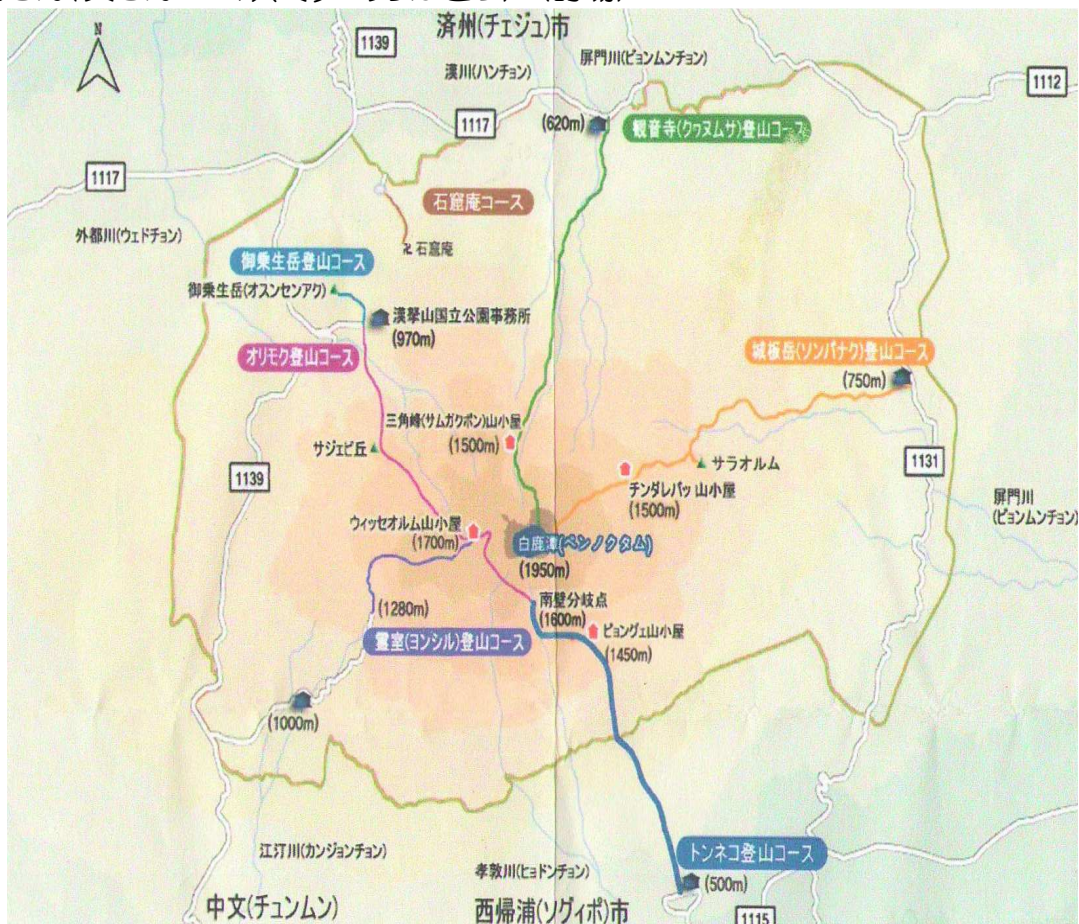 済州(チェジュ)市
1139
屏門川(ピョンムンチョン)
漢川(ハンチョン)
1112
N
1117
(620m)
観音寺(クヮヌムサ)登山コース
1117
石窟庵コース
外都川(ウェドチョン)
卍石窟庵
御乗生岳登山コース
御乗生岳(オスンセンアク)
漢拏山国立公園事務所
(970m)
オリモク登山コース
城板岳(ソンパナク)登山コース
(750m)
三角峰(サムガクボン)山小屋
(1500m)
サジェビ丘
サラオルム
1139
1131
チンダレバッ 山小屋
(1500m)
屏門川
(ピョンムンチョン)
ウィッセオルム山小屋
(1700m)
白鹿潭(ペンノクタム)
(1950m)
南壁分岐点
(1600m)
(1280m)
ピョングェ山小屋
(1450m)
霊室(ヨンシル)登山コース
(1000m)
江汀川(カンジョンチョン)
トンネコ登山コース
孝敦川(ヒョドンチョン)
(500m)
中文(チュンムン)
西帰浦(ソグィポ)市
1115